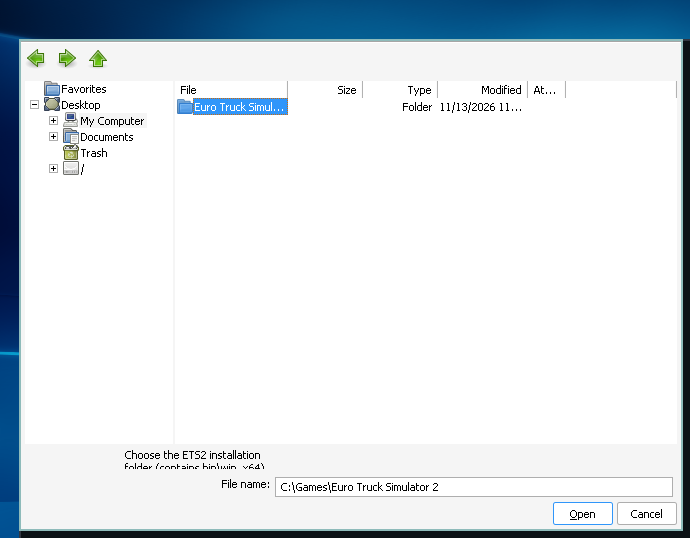 Favorites
Desktop
My Computer
Documents
Trash
/
File Size Type Modified At...
Euro Truck Simul... Folder 11/13/2026 11...
Choose the ETS2 installation
folder (contains bin\win_x64)
File name: C:\Games\Euro Truck Simulator 2
Open Cancel